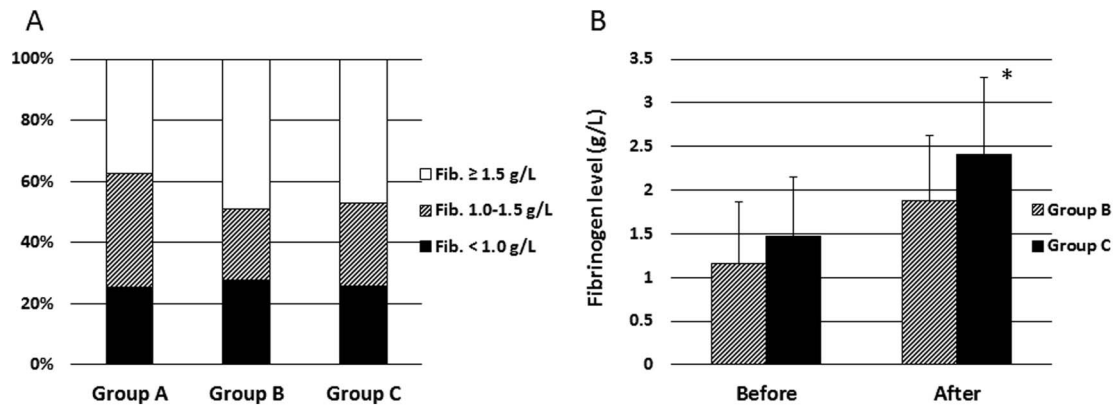 A
100%
80%
60%
40%
20%
0%
Group A
Group B
Group C
Fib. ≥ 1.5 g/L
Fib. 1.0-1.5 g/L
Fib. < 1.0 g/L
B
Fibrinogen level (g/L)
3.5
3
2.5
2
1.5
1
0.5
0
*
Before
After
Group B
Group C